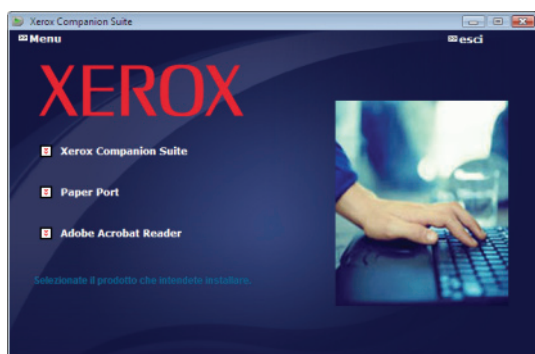 Xerox Companion Suite
Menu esci
XEROX
Xerox Companion Suite
Paper Port
Adobe Acrobat Reader
Selezionate il prodotto che intendete installare.